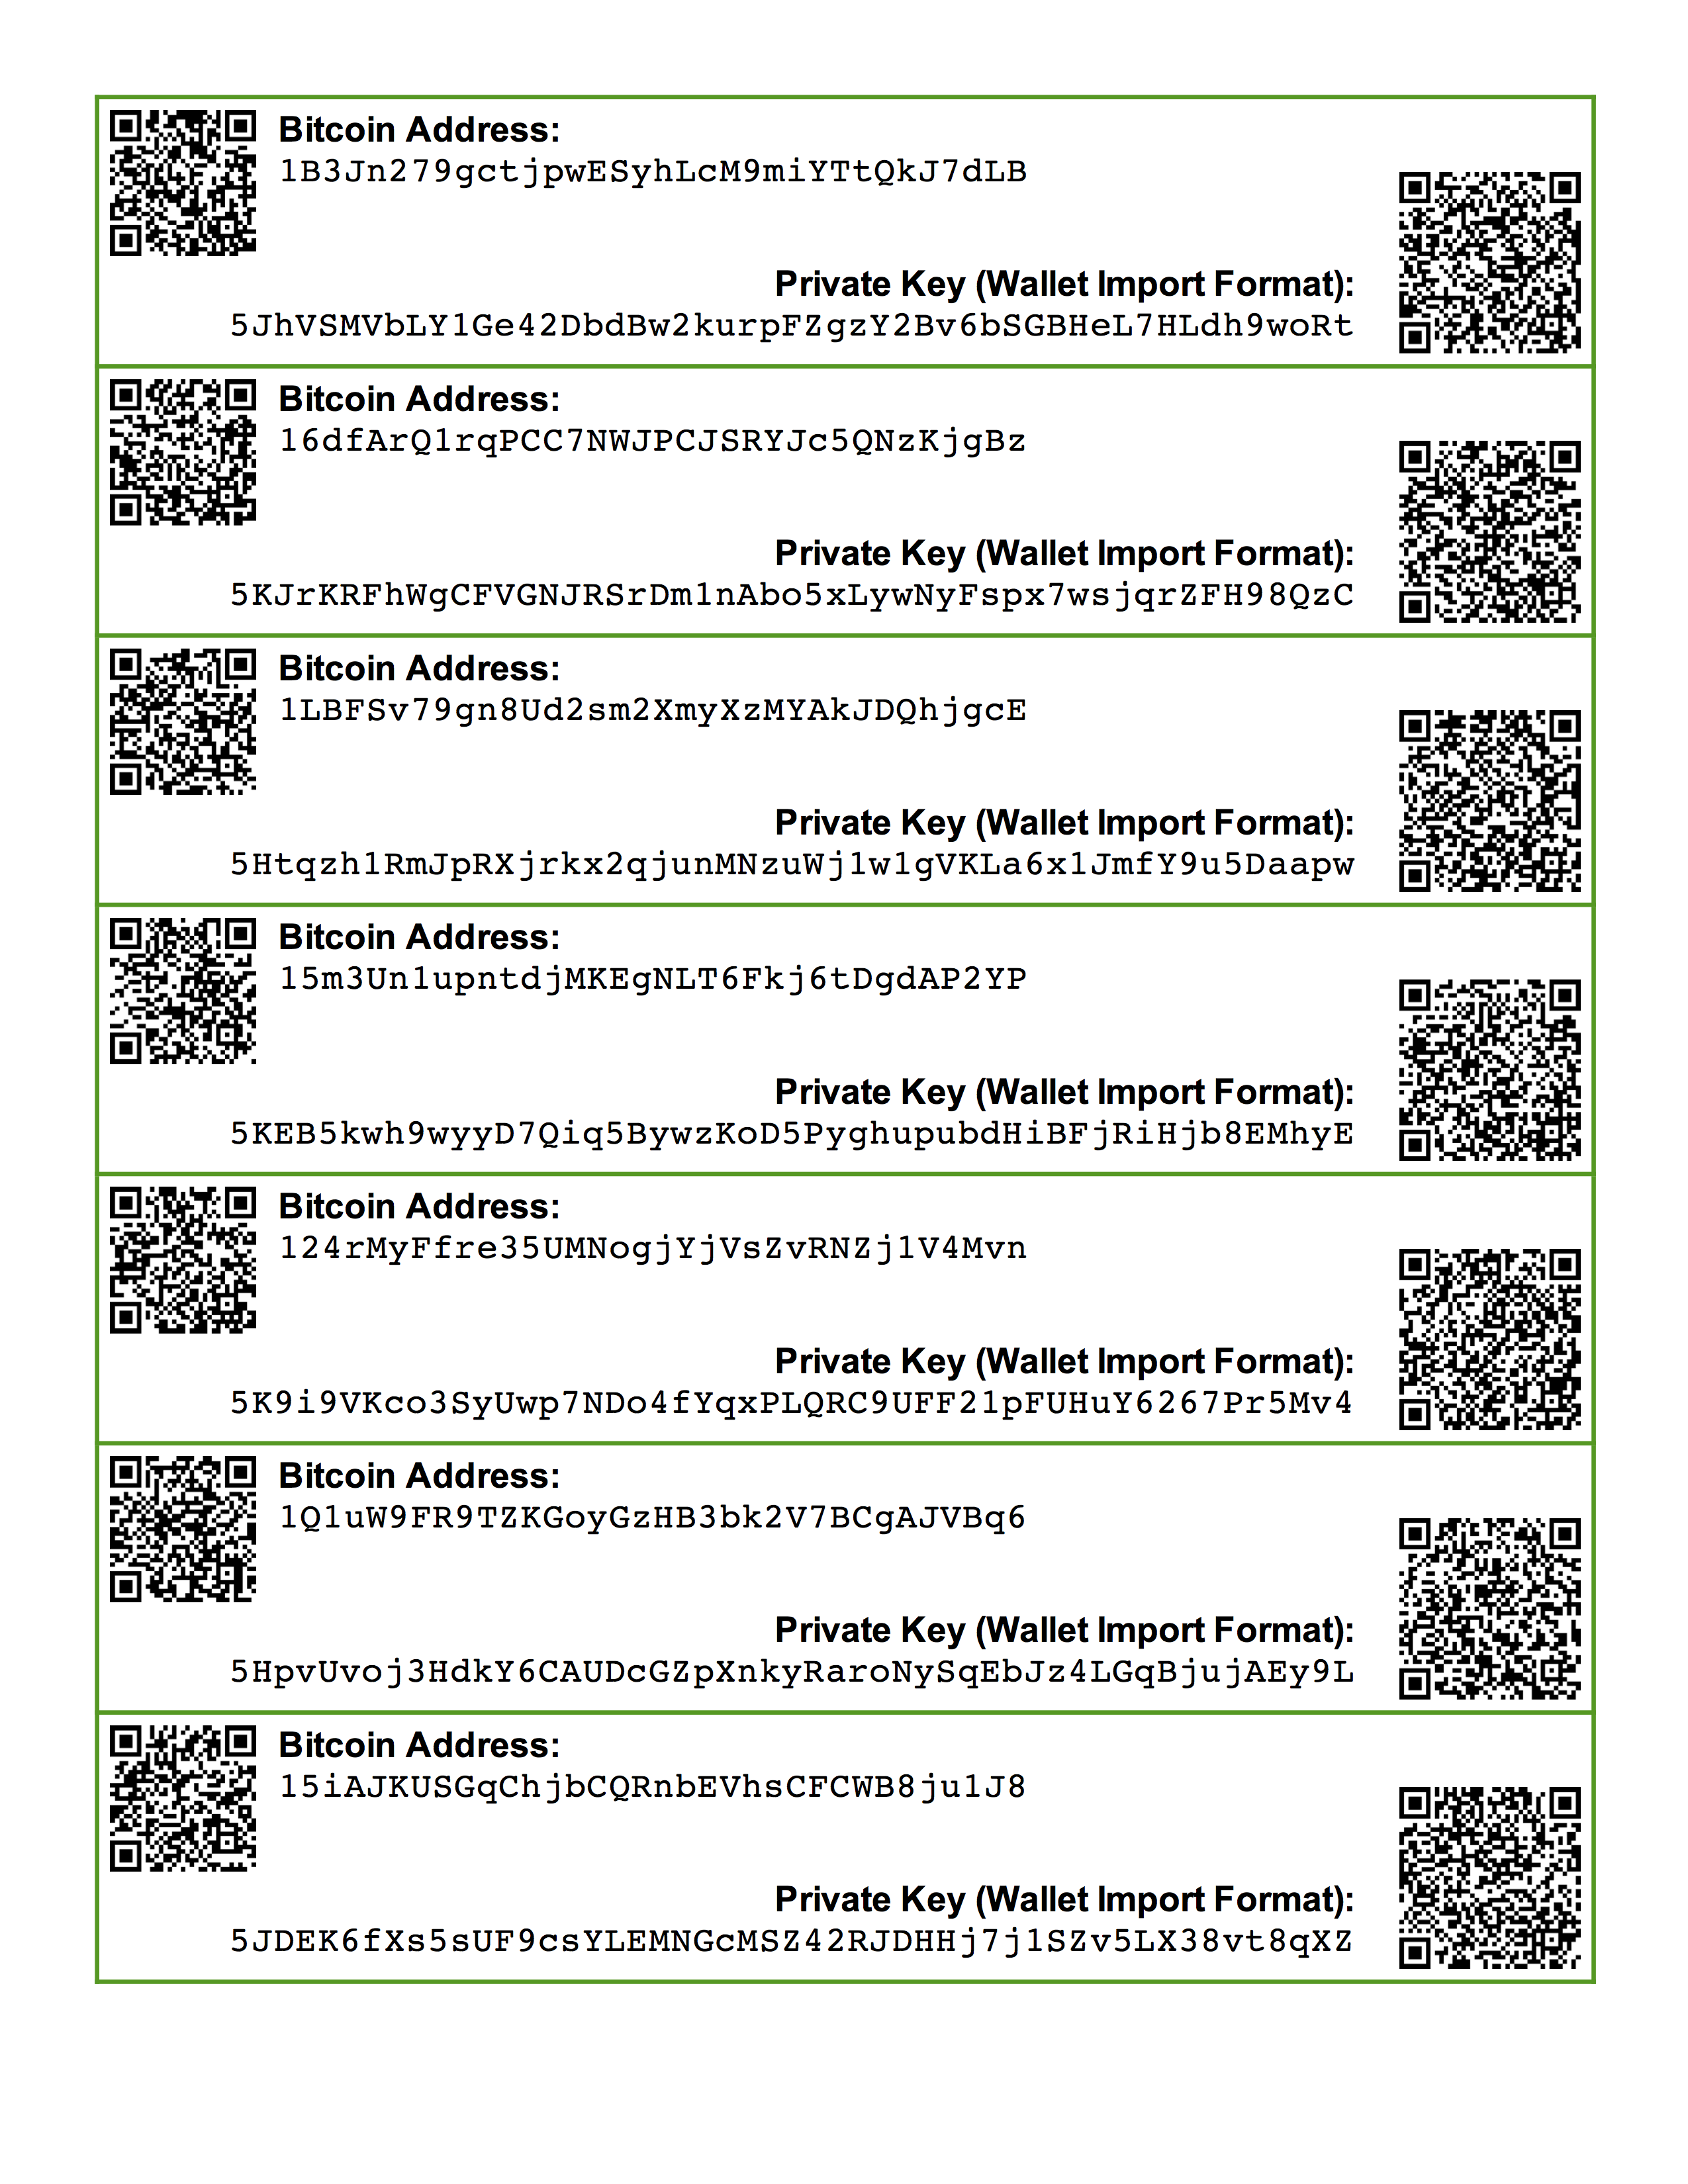 Bitcoin Address:
1B3Jn279gctjpwESyhLcM9miYTtQkJ7dLB
Private Key (Wallet Import Format):
5JhVSMVbLY1Ge42DbdBw2kurpFZgzY2Bv6bSGBHeL7HLdh9woRt
Bitcoin Address:
16dfArQ1rqPCC7NWJPCJSRYJc5QNzKjgBz
Private Key (Wallet Import Format):
5KJrKRFhWgCFVGNJRSrDm1nAbo5xLywNyFspx7wsjqrZFH98QzC
Bitcoin Address:
1LBFSv79gn8Ud2sm2XmyXzMYAkJDQhjgcE
Private Key (Wallet Import Format):
5Htqzh1RmJpRXjrkx2qjunMNzuWj1w1gVKLa6x1JmfY9u5Daapw
Bitcoin Address:
15m3Un1upntdjMKEgNLT6Fkj6tDgdAP2YP
Private Key (Wallet Import Format):
5KEB5kwh9wyyD7Qiq5BywzKoD5PyghupubdHiBFjRiHjb8EMhyE
Bitcoin Address:
124rMyFfre35UMNogjYjVsZvRNZj1V4Mvn
Private Key (Wallet Import Format):
5K9i9VKco3SyUwp7NDo4fYqxPLQRC9UFF21pFUHuY6267Pr5Mv4
Bitcoin Address:
1Q1uW9FR9TZKGoyGzHB3bk2V7BCgAJVBq6
Private Key (Wallet Import Format):
5HpvUvoj3HdkY6CAUDcGZpXnkyRaroNySqEbJz4LGqBjujAEy9L
Bitcoin Address:
15iAJKUSGqChjbCQRnbEVhsCFCWB8ju1J8
Private Key (Wallet Import Format):
5JDEK6fXs5sUF9csYLEMNGcMSZ42RJDHHj7j1SZv5LX38vt8qXZ